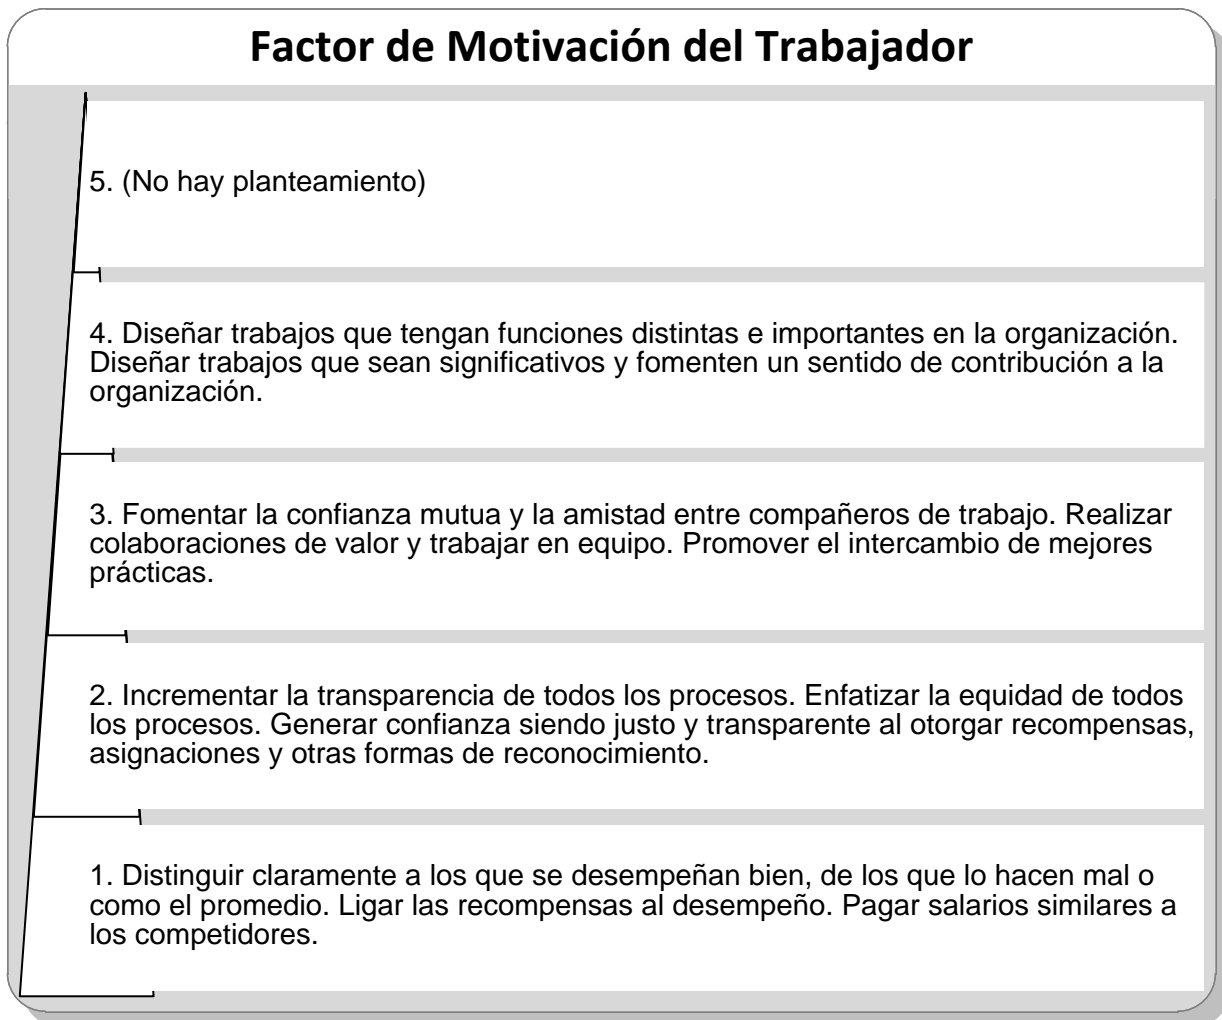 Factor de Motivación del Trabajador
5. (No hay planteamiento)
4. Diseñar trabajos que tengan funciones distintas e importantes en la organización.
Diseñar trabajos que sean significativos y fomenten un sentido de contribución a la
organización.
3. Fomentar la confianza mutua y la amistad entre compañeros de trabajo. Realizar
colaboraciones de valor y trabajar en equipo. Promover el intercambio de mejores
prácticas.
2. Incrementar la transparencia de todos los procesos. Enfatizar la equidad de todos
los procesos. Generar confianza siendo justo y transparente al otorgar recompensas,
asignaciones y otras formas de reconocimiento.
1. Distinguir claramente a los que se desempeñan bien, de los que lo hacen mal o
como el promedio. Ligar las recompensas al desempeño. Pagar salarios similares a
los competidores.